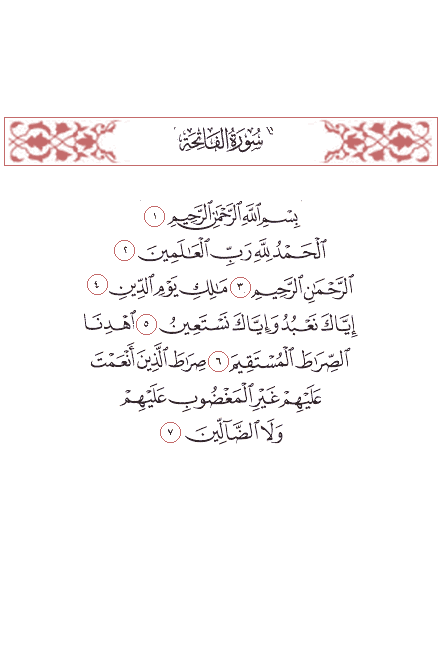 سُورَةُ الفَاتِحَةِ
بِسْمِ ٱللَّهِ ٱلرَّحْمَٰنِ ٱلرَّحِيمِ ١
ٱلْحَمْدُ لِلَّهِ رَبِّ ٱلْعَٰلَمِينَ ٢
ٱلرَّحْمَٰنِ ٱلرَّحِيمِ ٣ مَٰلِكِ يَوْمِ ٱلدِّينِ ٤
إِيَّاكَ نَعْبُدُ وَإِيَّاكَ نَسْتَعِينُ ٥ ٱهْدِنَا
ٱلصِّرَٰطَ ٱلْمُسْتَقِيمَ ٦ صِرَٰطَ ٱلَّذِينَ أَنْعَمْتَ
عَلَيْهِمْ غَيْرِ ٱلْمَغْضُوبِ عَلَيْهِمْ
وَلَا ٱلضَّآلِّينَ ٧